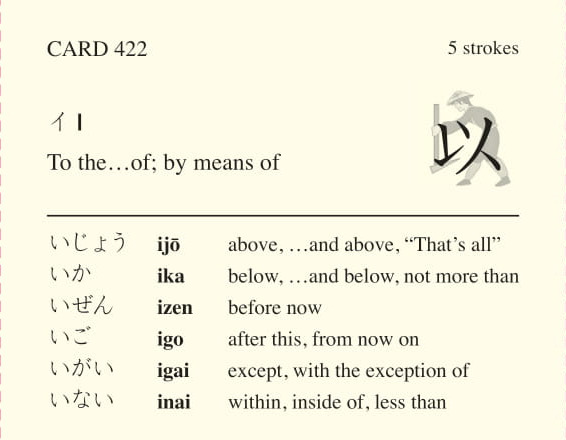 CARD 422 5 strokes
イ I
To the…of; by means of
以
いじょう ijō above, …and above, “That’s all”
いか ika below, …and below, not more than
いぜん izen before now
いご igo after this, from now on
いがい igai except, with the exception of
いない inai within, inside of, less than